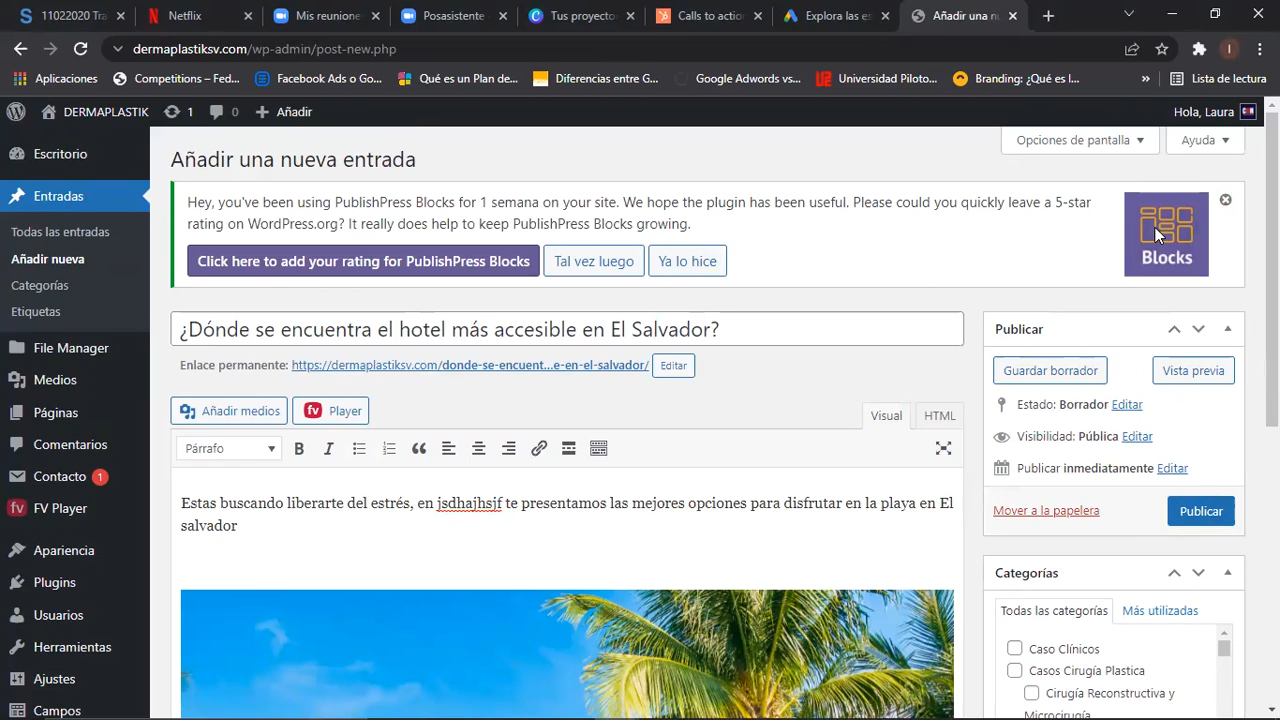 11022020 Tra
Netflix
Mis reunione
Posasistente
Tus proyecto
Calls to action
Explora las es
Añadir una nu
dermaplastiksv.com/wp-admin/post-new.php
I
Aplicaciones
Competitions – Fed...
Facebook Ads o Go...
Qué es un Plan de...
Diferencias entre G...
Google Adwords vs...
Universidad Piloto...
Branding: ¿Qué es l...
»
Lista de lectura
DERMAPLASTIK
1
0
Añadir
Hola, Laura
Escritorio
Entradas
Todas las entradas
Añadir nueva
Categorías
Etiquetas
File Manager
Medios
Páginas
Comentarios
Contacto 1
FV Player
Apariencia
Plugins
Usuarios
Herramientas
Ajustes
Campos
Opciones de pantalla
Ayuda
Añadir una nueva entrada
Hey, you've been using PublishPress Blocks for 1 semana on your site. We hope the plugin has been useful. Please could you quickly leave a 5-star
rating on WordPress.org? It really does help to keep PublishPress Blocks growing.
Click here to add your rating for PublishPress Blocks
Tal vez luego
Ya lo hice
Blocks
¿Dónde se encuentra el hotel más accesible en El Salvador?
Enlace permanente: https://dermaplastiksv.com/donde-se-encuent...e-en-el-salvador/ Editar
Añadir medios
fv Player
Visual
HTML
Párrafo
B
I
Estas buscando liberarte del estrés, en jsdhajhsjf te presentamos las mejores opciones para disfrutar en la playa en El
salvador
Publicar
Guardar borrador
Vista previa
Estado: Borrador Editar
Visibilidad: Pública Editar
Publicar inmediatamente Editar
Mover a la papelera
Publicar
Categorías
Todas las categorías
Más utilizadas
Caso Clínicos
Casos Cirugía Plastica
Cirugía Reconstructiva y
Microcirugía